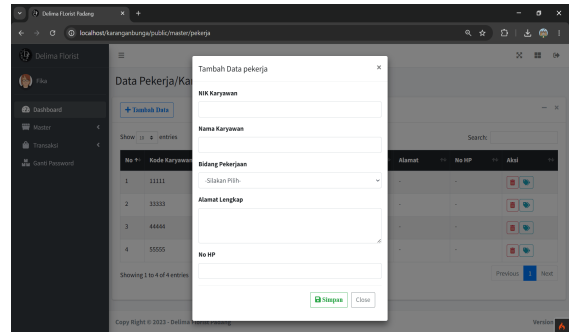 Delima FLorist Padang
localhost/karanganbunga/public/master/pekerja
Delima Florist
Fika
Dashboard
Master
Transaksi
Ganti Password
Data Pekerja/Ka
Tambah Data
Show 10 entries
Search:
No Kode Karyawan Alamat No HP Aksi
1 11111 - -
2 33333 - -
3 44444 - -
4 55555 - -
Showing 1 to 4 of 4 entries
Previous 1 Next
Copy Right © 2023 - Delima Florist Padang
Version
Tambah Data pekerja
×
NIK Karyawan
Nama Karyawan
Bidang Pekerjaan
-Silakan Pilih-
Alamat Lengkap
No HP
Simpan
Close